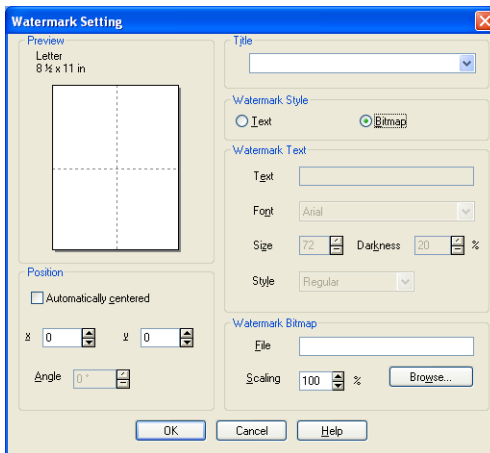 Watermark Setting
Preview
Letter
8 ½ x 11 in
Title
Watermark Style
Text
Bitmap
Watermark Text
Text
Font Arial
Size 72 Darkness 20 %
Style Regular
Position
Automatically centered
x 0 y 0
Angle 0 °
Watermark Bitmap
File
Scaling 100 % Browse...
OK Cancel Help